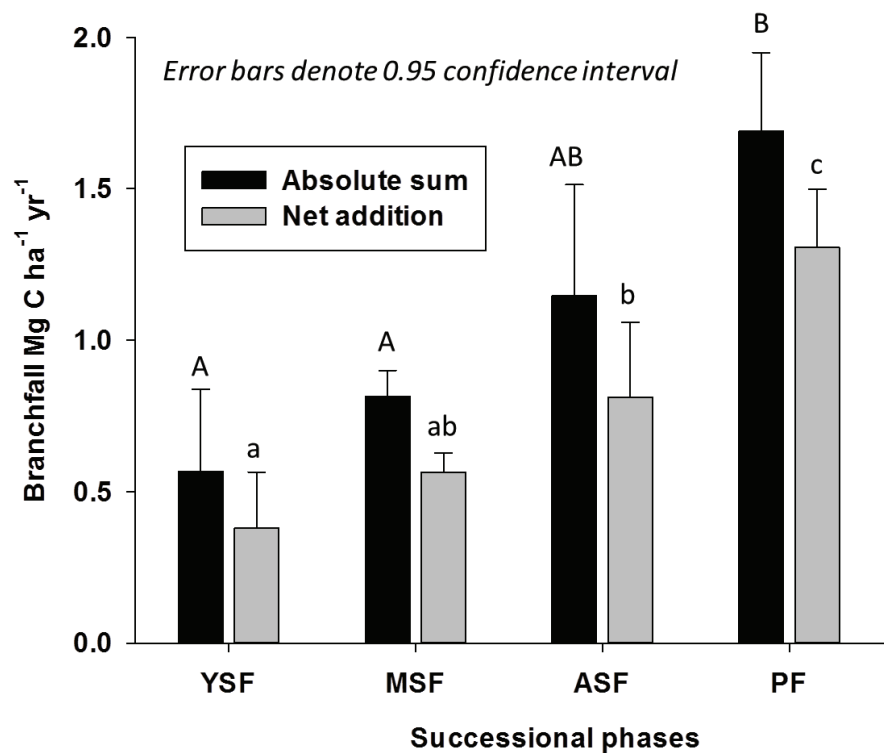 2.0
1.5
1.0
0.5
0.0
Branchfall Mg C ha⁻¹ yr⁻¹
Error bars denote 0.95 confidence interval
Absolute sum
Net addition
A
a
A
ab
AB
b
B
c
YSF MSF ASF PF
Successional phases